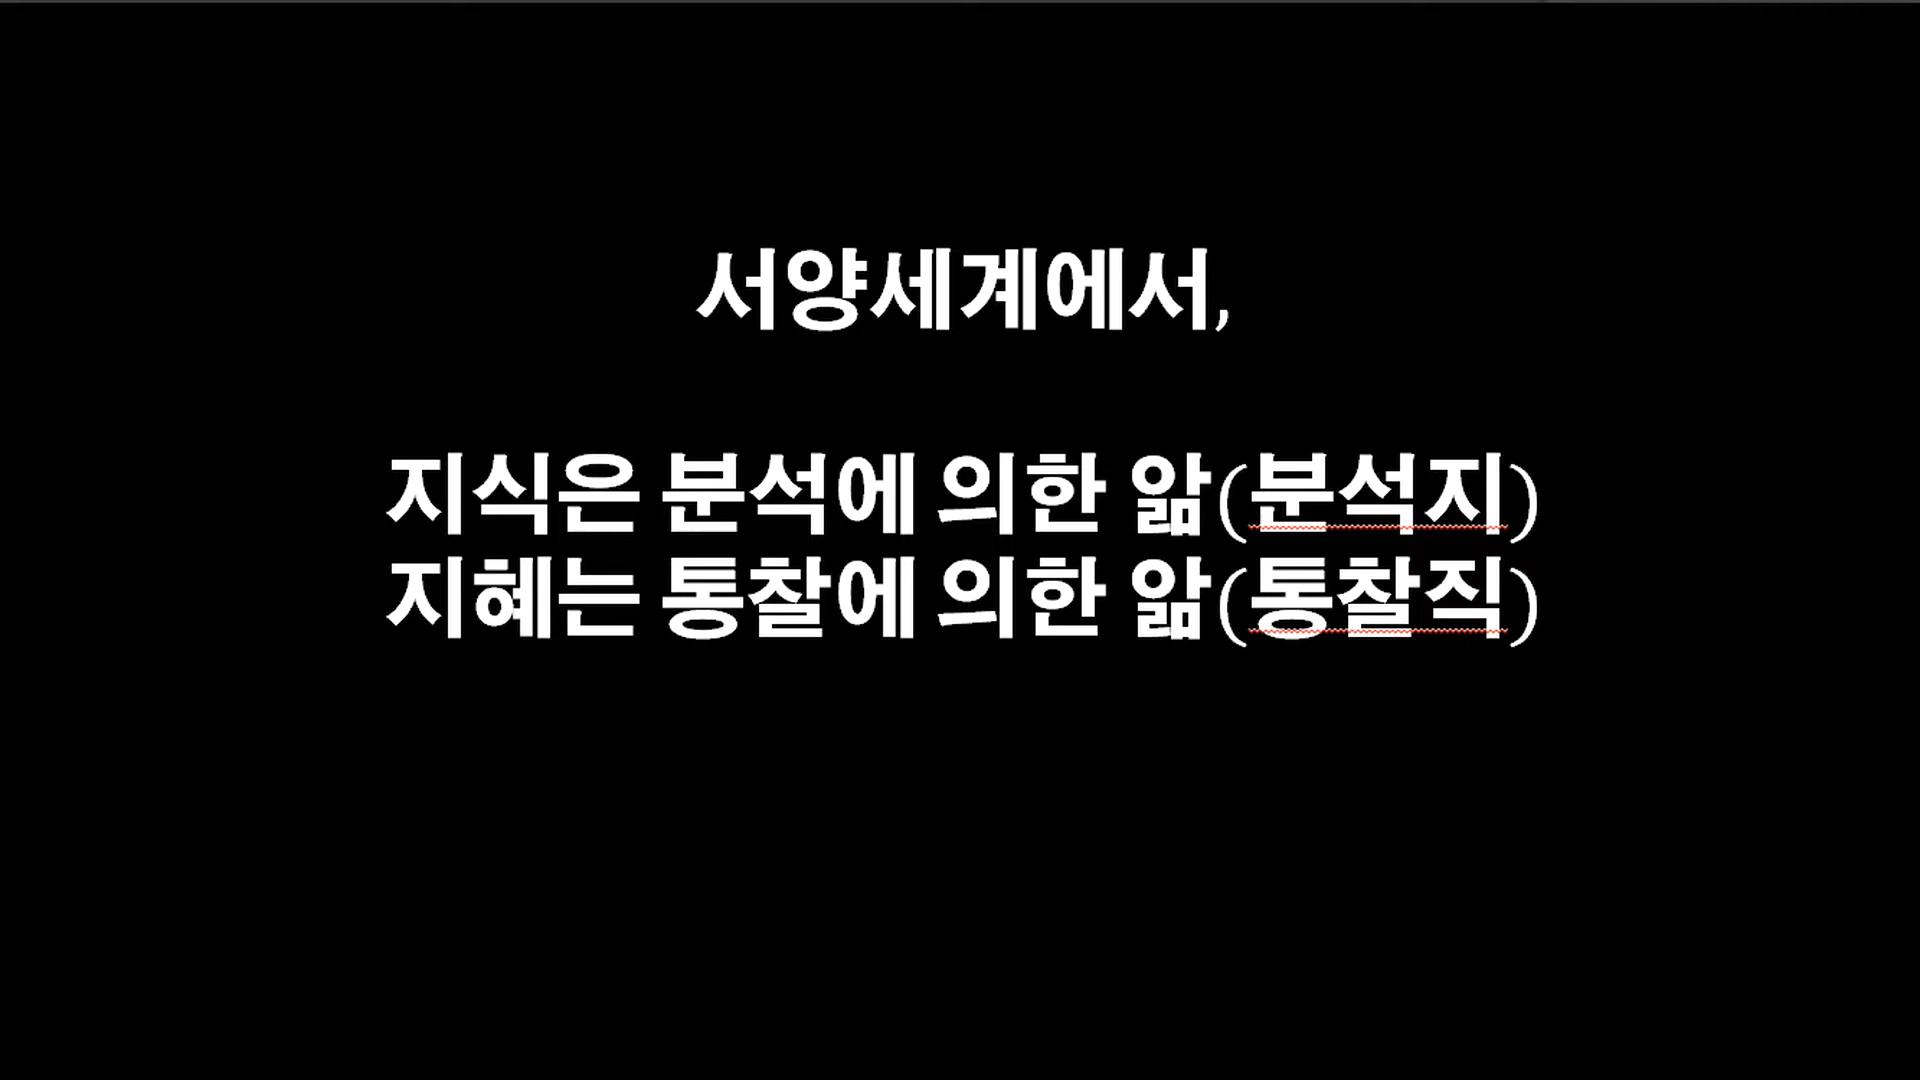 서양세계에서,
지식은 분석에 의한 앎(분석지)
지혜는 통찰에 의한 앎(통찰직)